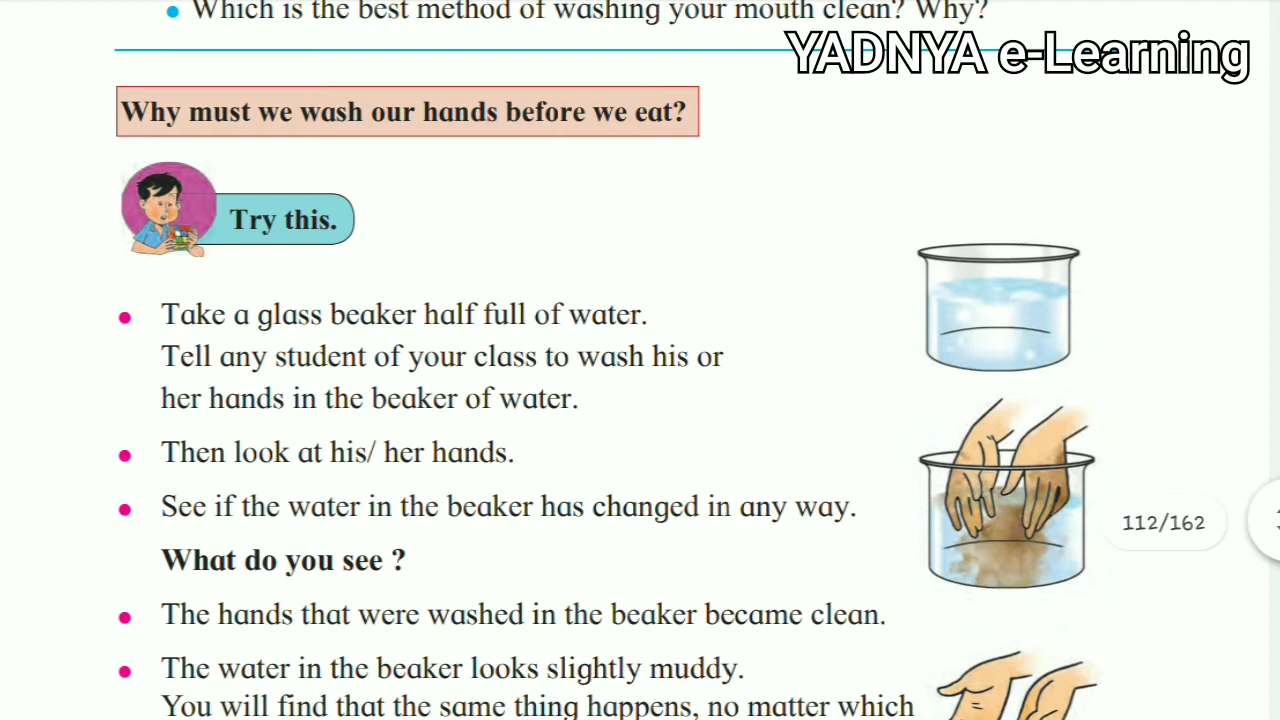 Which is the best method of washing your mouth clean? Why?
YADNYA e-Learning
Why must we wash our hands before we eat?
Try this.
Take a glass beaker half full of water.
Tell any student of your class to wash his or
her hands in the beaker of water.
Then look at his/ her hands.
See if the water in the beaker has changed in any way.
112/162
What do you see ?
The hands that were washed in the beaker became clean.
The water in the beaker looks slightly muddy.
You will find that the same thing happens, no matter which